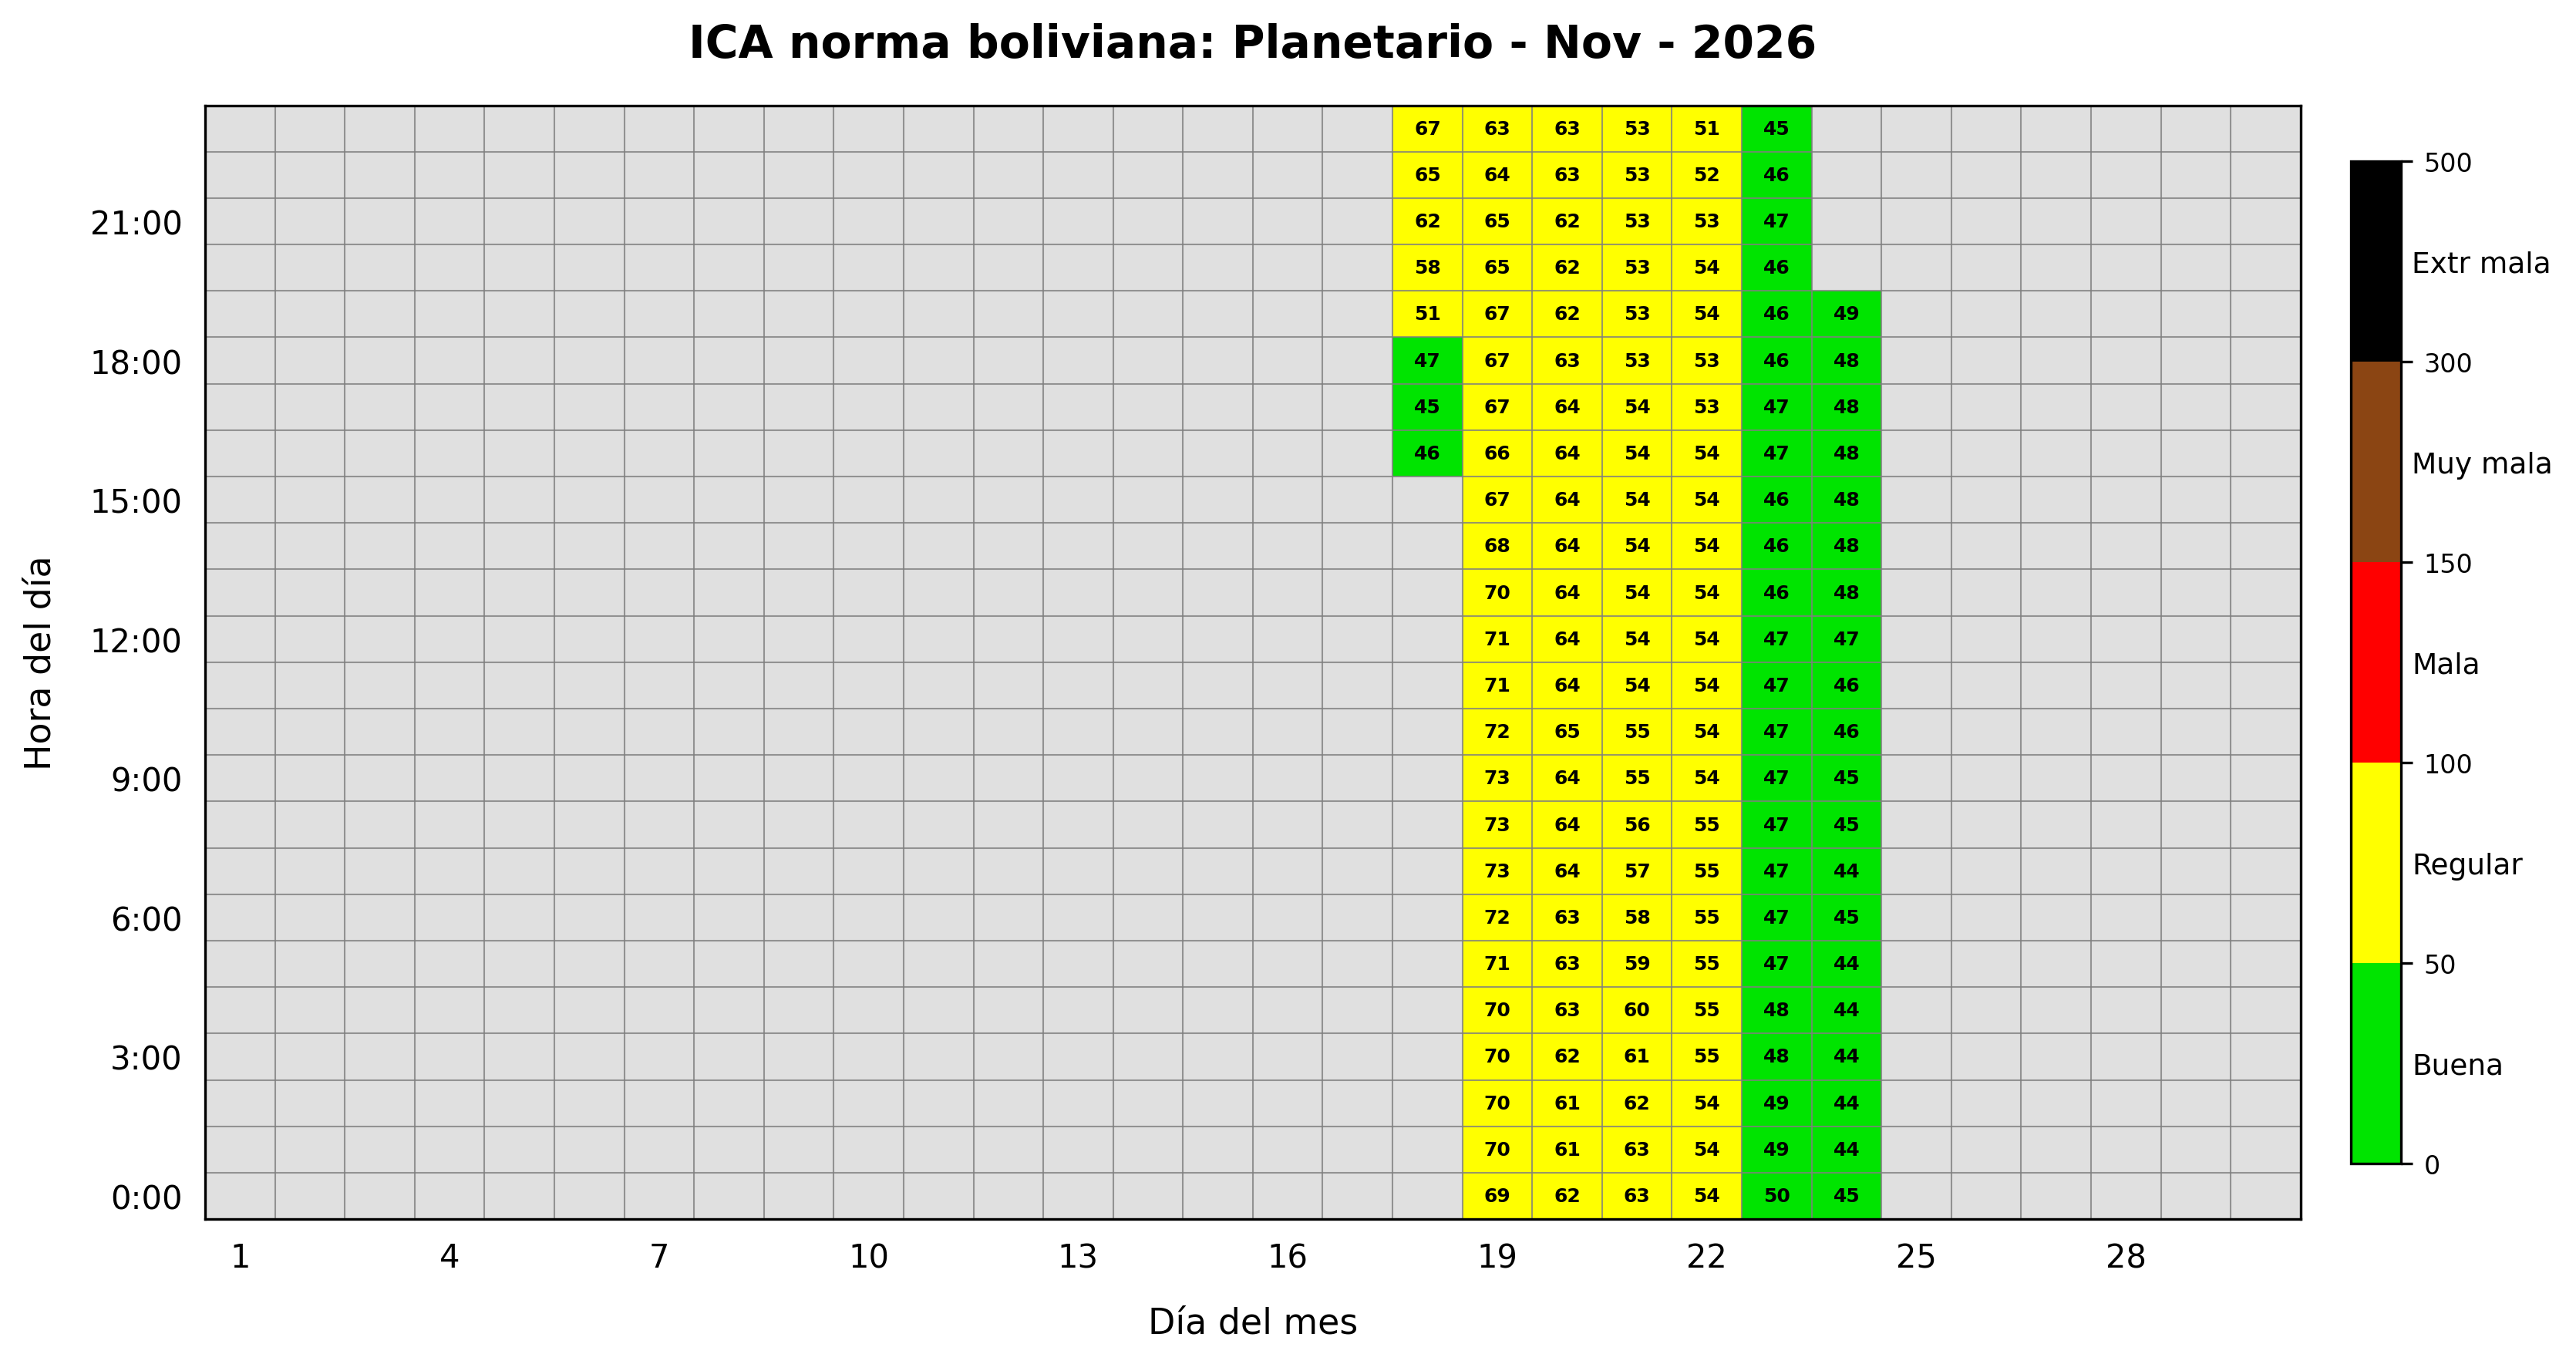 ICA norma boliviana: Planetario - Nov - 2026
67 63 63 53 51 45
65 64 63 53 52 46
21:00 62 65 62 53 53 47
58 65 62 53 54 46
51 67 62 53 54 46 49
18:00 47 67 63 53 53 46 48
45 67 64 54 53 47 48
46 66 64 54 54 47 48
15:00 67 64 54 54 46 48
68 64 54 54 46 48
70 64 54 54 46 48
12:00 71 64 54 54 47 47
71 64 54 54 47 46
72 65 55 54 47 46
9:00 73 64 55 54 47 45
73 64 56 55 47 45
73 64 57 55 47 44
6:00 72 63 58 55 47 45
71 63 59 55 47 44
70 63 60 55 48 44
3:00 70 62 61 55 48 44
70 61 62 54 49 44
70 61 63 54 49 44
0:00 69 62 63 54 50 45
1 4 7 10 13 16 19 22 25 28
Día del mes
Hora del día
500
Extr mala
300
Muy mala
150
Mala
100
Regular
50
Buena
0